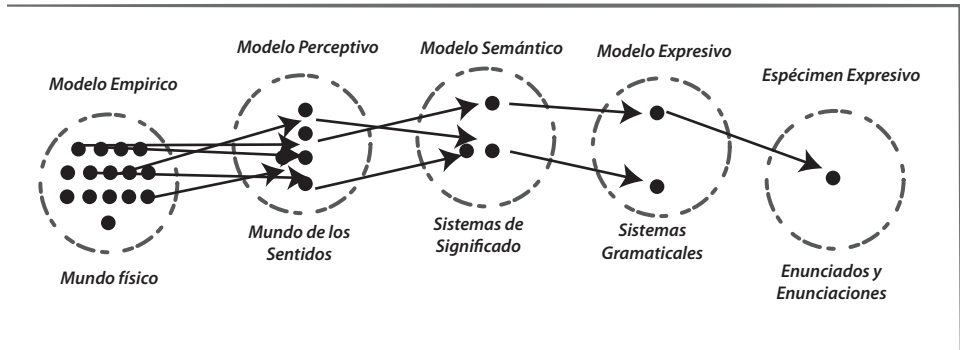 Modelo Empirico
Modelo Perceptivo
Modelo Semántico
Modelo Expresivo
Espécimen Expresivo
Mundo físico
Mundo de los
Sentidos
Sistemas de
Significado
Sistemas
Gramaticales
Enunciados y
Enunciaciones